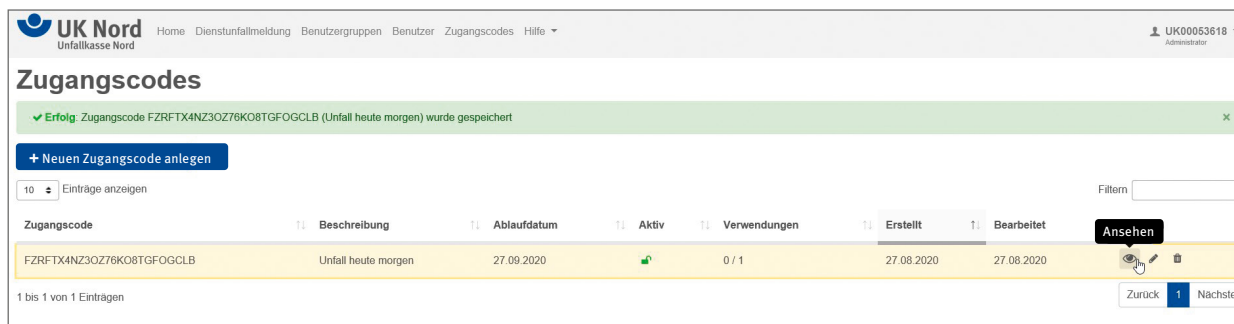 UK Nord
Unfallkasse Nord
Home Dienstunfallmeldung Benutzergruppen Benutzer Zugangscodes Hilfe
UK00053618
Administrator
Zugangscodes
Erfolg: Zugangscode FZRFTX4NZ3OZ76KO8TGFOGCLB (Unfall heute morgen) wurde gespeichert ×
+ Neuen Zugangscode anlegen
10 Einträge anzeigen Filtern
Zugangscode Beschreibung Ablaufdatum Aktiv Verwendungen Erstellt Bearbeitet
Ansehen
FZRFTX4NZ3OZ76KO8TGFOGCLB Unfall heute morgen 27.09.2020 0 / 1 27.08.2020 27.08.2020
1 bis 1 von 1 Einträgen Zurück 1 Nächste